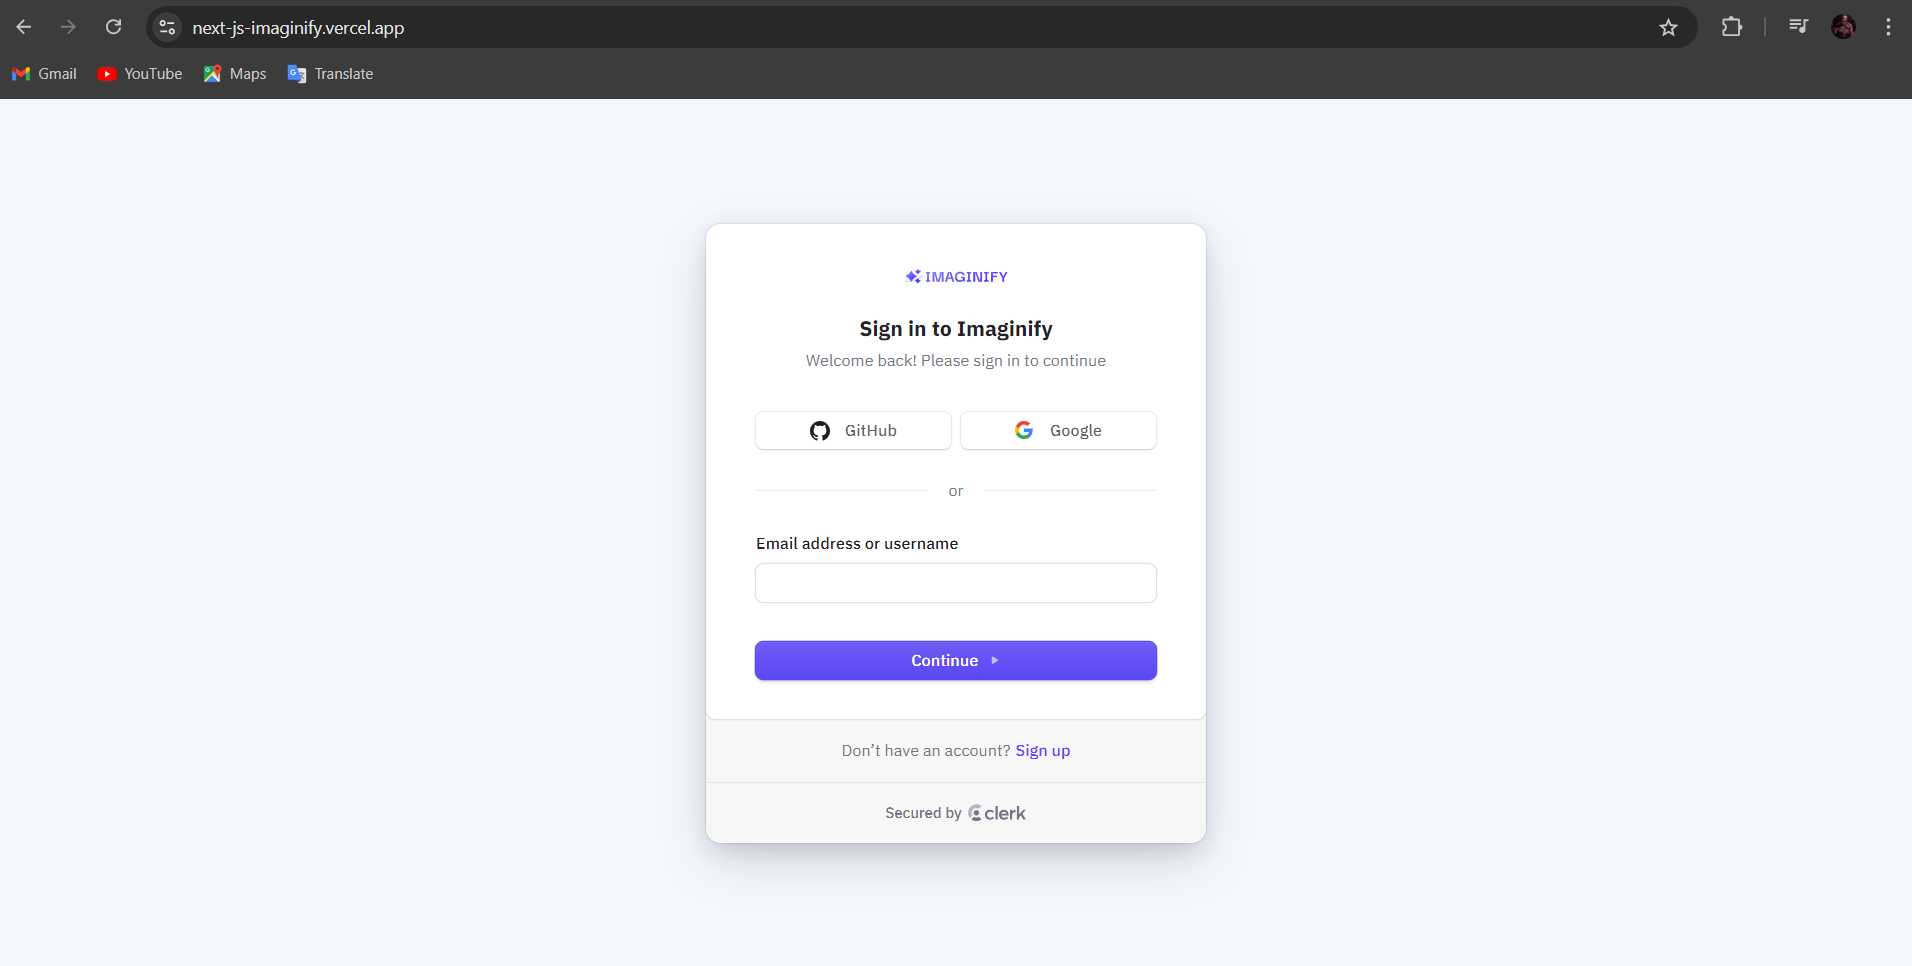 next-js-imaginify.vercel.app
Gmail YouTube Maps Translate
IMAGINIFY
Sign in to Imaginify
Welcome back! Please sign in to continue
GitHub Google
or
Email address or username
Continue
Don’t have an account? Sign up
Secured by clerk